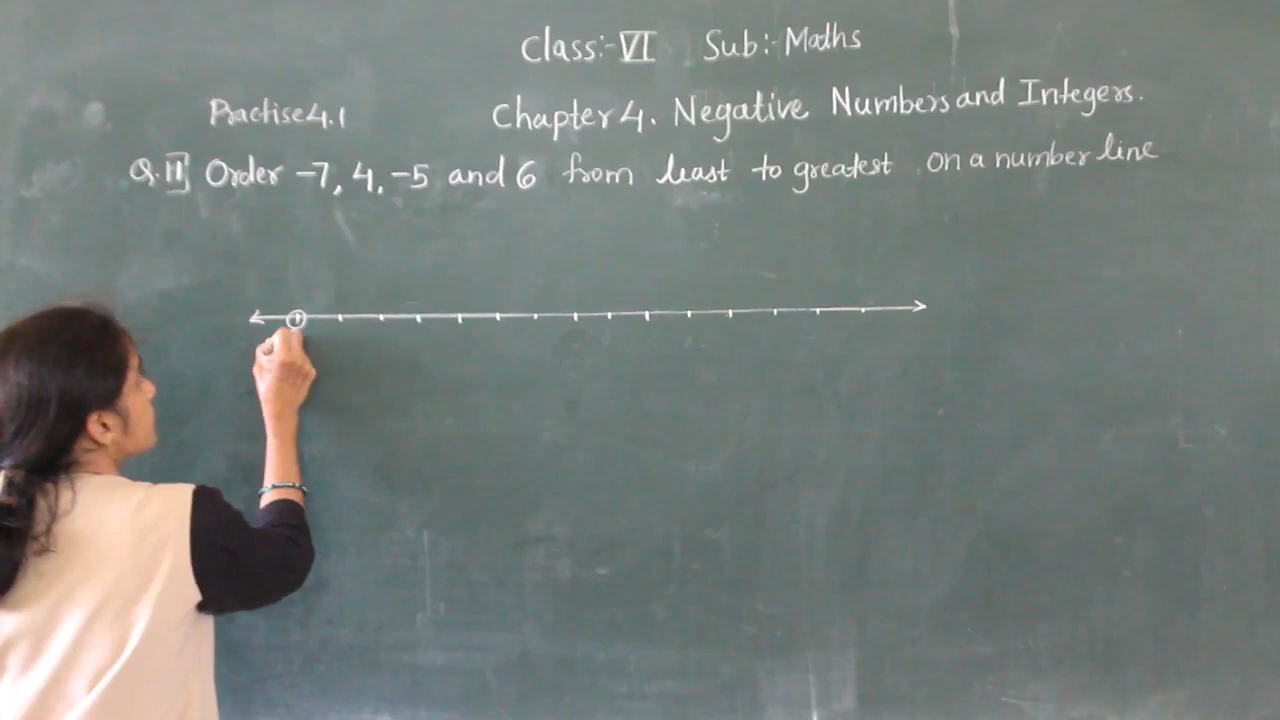 Class:- VI Sub:- Maths
Practise 4.1 Chapter 4. Negative Numbers and Integers.
Q.11] Order -7, 4, -5 and 6 from least to greatest on a number line